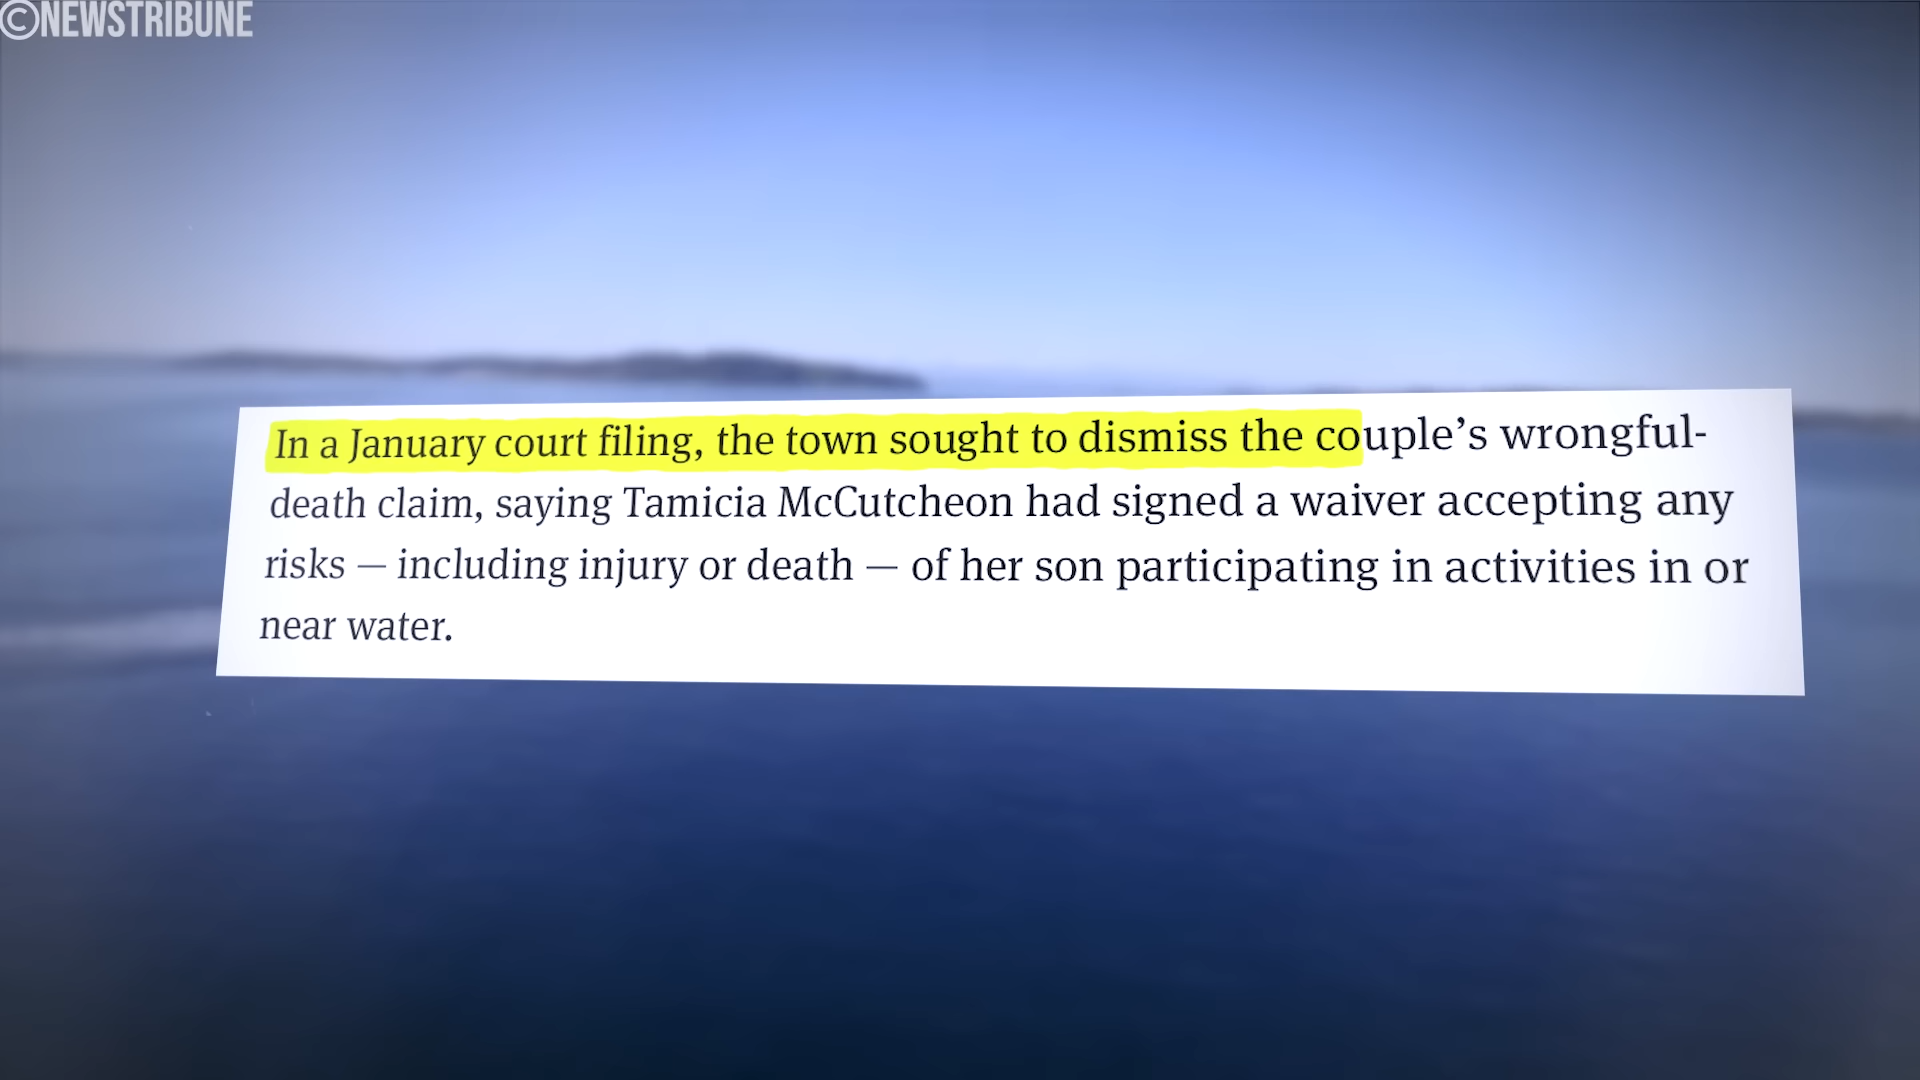 ©NEWSTRIBUNE
In a January court filing, the town sought to dismiss the couple’s wrongful-
death claim, saying Tamicia McCutcheon had signed a waiver accepting any
risks — including injury or death — of her son participating in activities in or
near water.